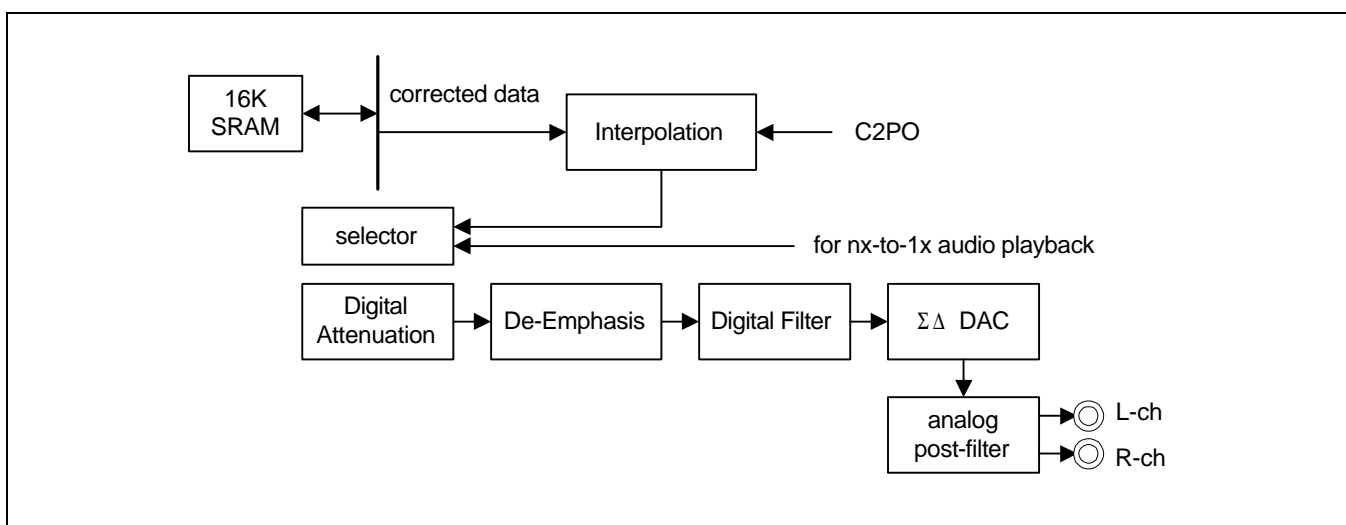 16K
SRAM
corrected data
Interpolation
C2PO
selector
for nx-to-1x audio playback
Digital
Attenuation
De-Emphasis
Digital Filter
ΣΔ DAC
analog
post-filter
L-ch
R-ch